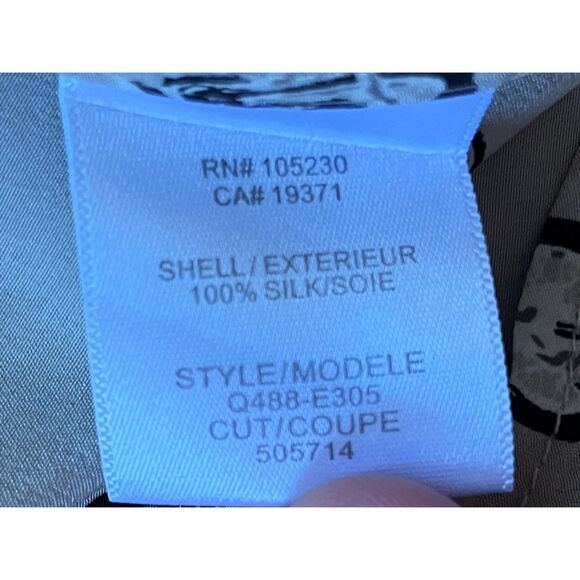 RN# 105230
CA# 19371
SHELL/EXTERIEUR
100% SILK/SOIE
STYLE/MODELE
Q488-E305
CUT/COUPE
505714